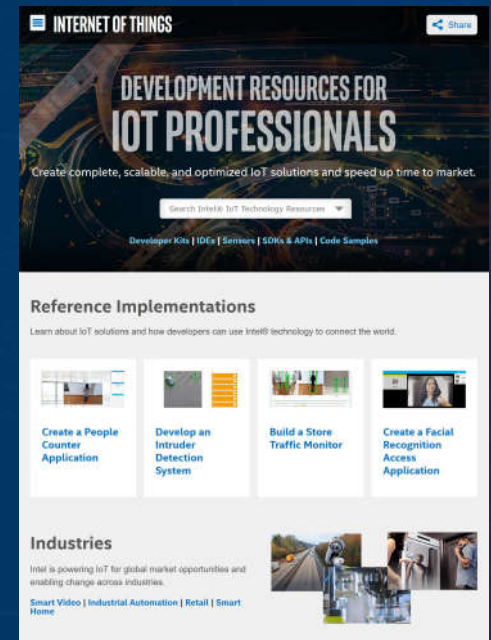 INTERNET OF THINGS
Share
DEVELOPMENT RESOURCES FOR
IOT PROFESSIONALS
Create complete, scalable, and optimized IoT solutions and speed up time to market.
Search Intel® IoT Technology Resources
Developer Kits | IDEs | Sensors | SDKs & APIs | Code Samples
Reference Implementations
Learn about IoT solutions and how developers can use Intel® technology to connect the world.
Create a People
Counter
Application
Develop an
Intruder
Detection
System
Build a Store
Traffic Monitor
Create a Facial
Recognition
Access
Application
Industries
Intel is powering IoT for global market opportunities and
enabling change across industries.
Smart Video | Industrial Automation | Retail | Smart
Home